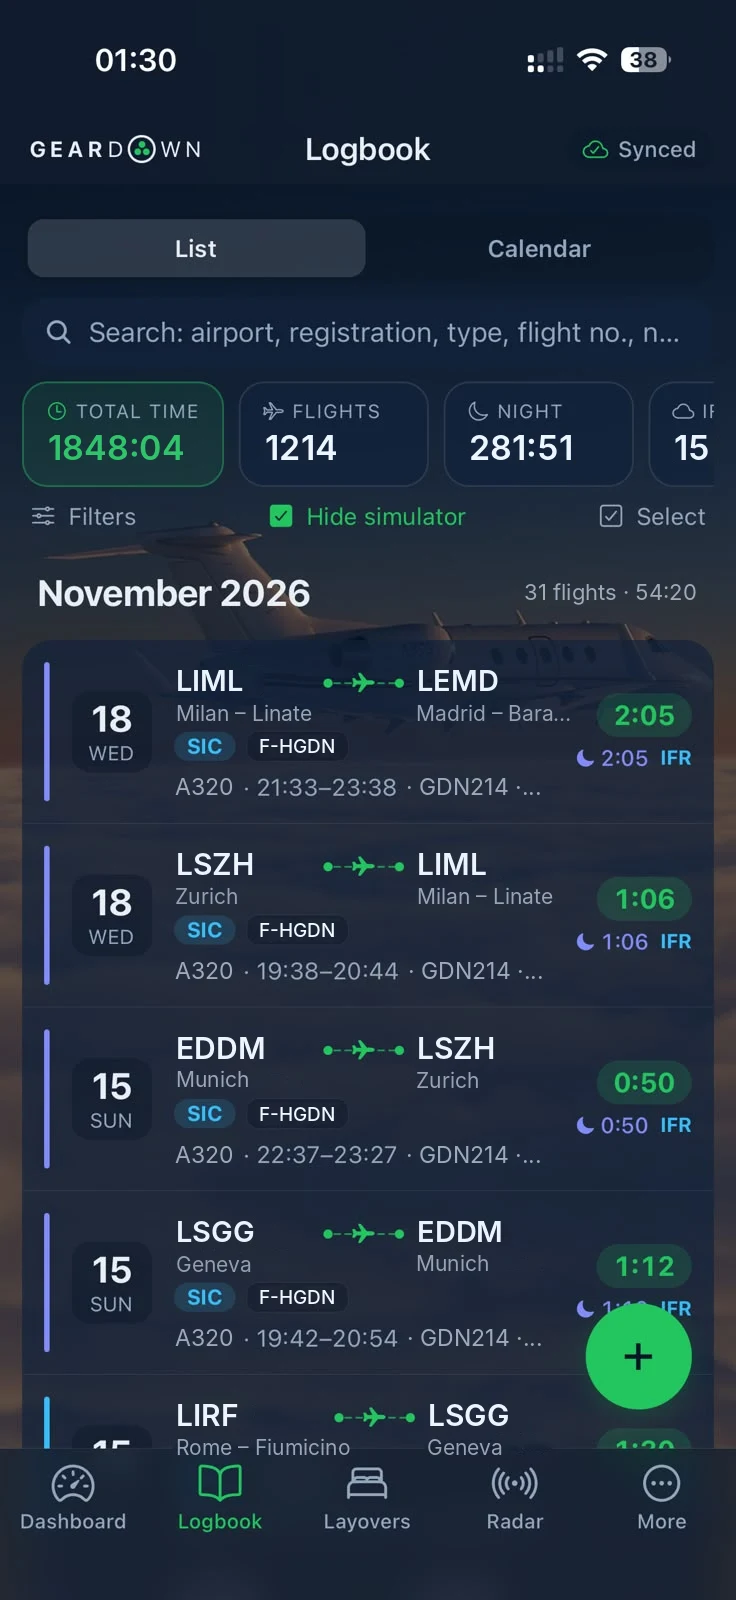 01:30
38
GEARDOWN
Logbook
Synced
List
Calendar
Search: airport, registration, type, flight no., n...
TOTAL TIME
1848:04
FLIGHTS
1214
NIGHT
281:51
15
Filters
Hide simulator
Select
November 2026
31 flights · 54:20
18
WED
LIML
LEMD
Milan – Linate
Madrid – Bara...
SIC
F-HGDN
A320 · 21:33–23:38 · GDN214 ·...
2:05
2:05 IFR
18
WED
LSZH
LIML
Zurich
Milan – Linate
SIC
F-HGDN
A320 · 19:38–20:44 · GDN214 ·...
1:06
1:06 IFR
15
SUN
EDDM
LSZH
Munich
Zurich
SIC
F-HGDN
A320 · 22:37–23:27 · GDN214 ·...
0:50
0:50 IFR
15
SUN
LSGG
EDDM
Geneva
Munich
SIC
F-HGDN
A320 · 19:42–20:54 · GDN214 ·...
1:12
IFR
LIRF
LSGG
Rome – Fiumicino
Geneva
Dashboard
Logbook
Layovers
Radar
More